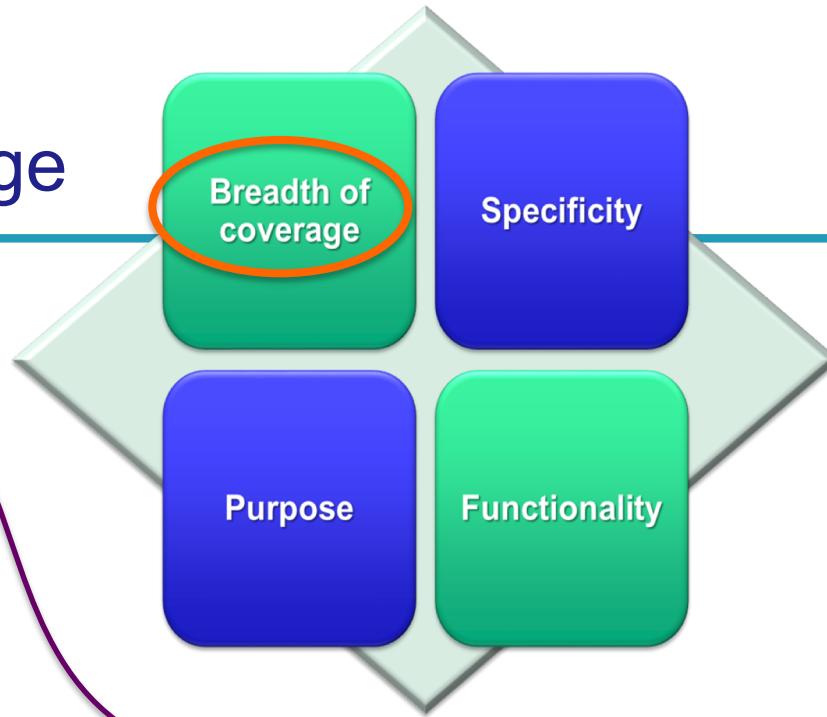 ge
Breadth of
coverage
Specificity
Purpose
Functionality